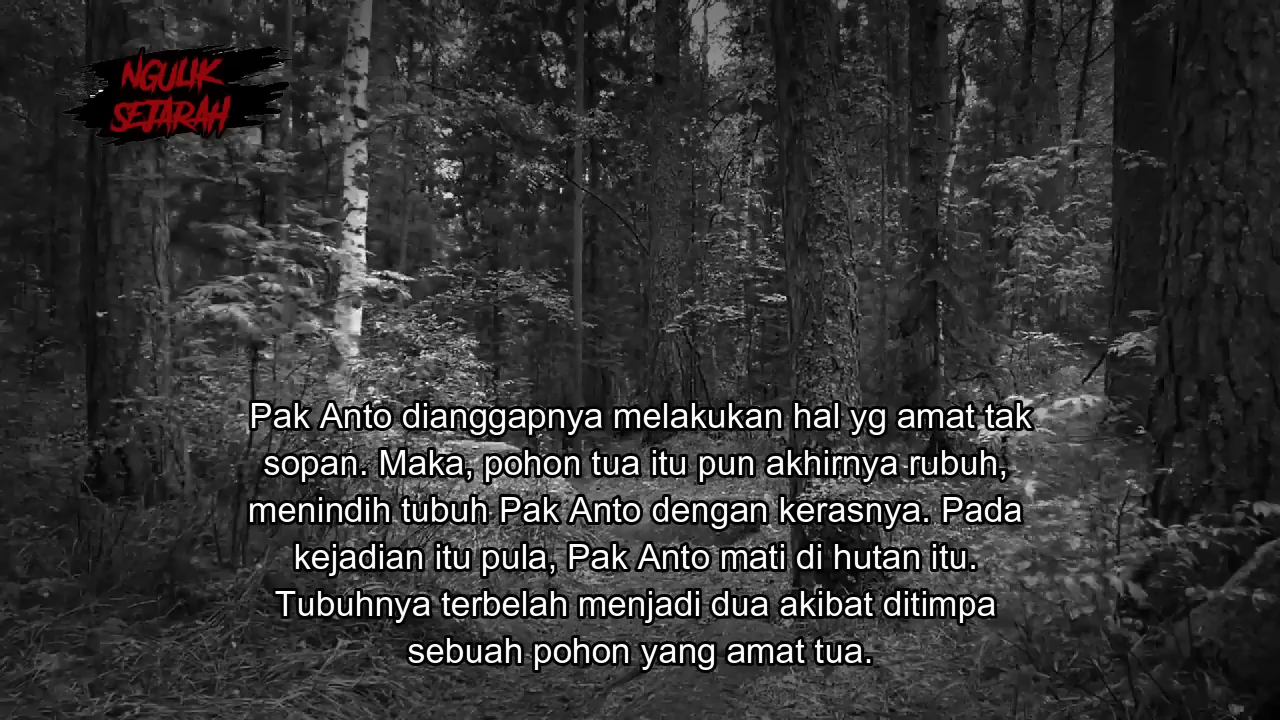 NGULIK
SEJARAH
Pak Anto dianggapnya melakukan hal yg amat tak
sopan. Maka, pohon tua itu pun akhirnya rubuh,
menindih tubuh Pak Anto dengan kerasnya. Pada
kejadian itu pula, Pak Anto mati di hutan itu.
Tubuhnya terbelah menjadi dua akibat ditimpa
sebuah pohon yang amat tua.